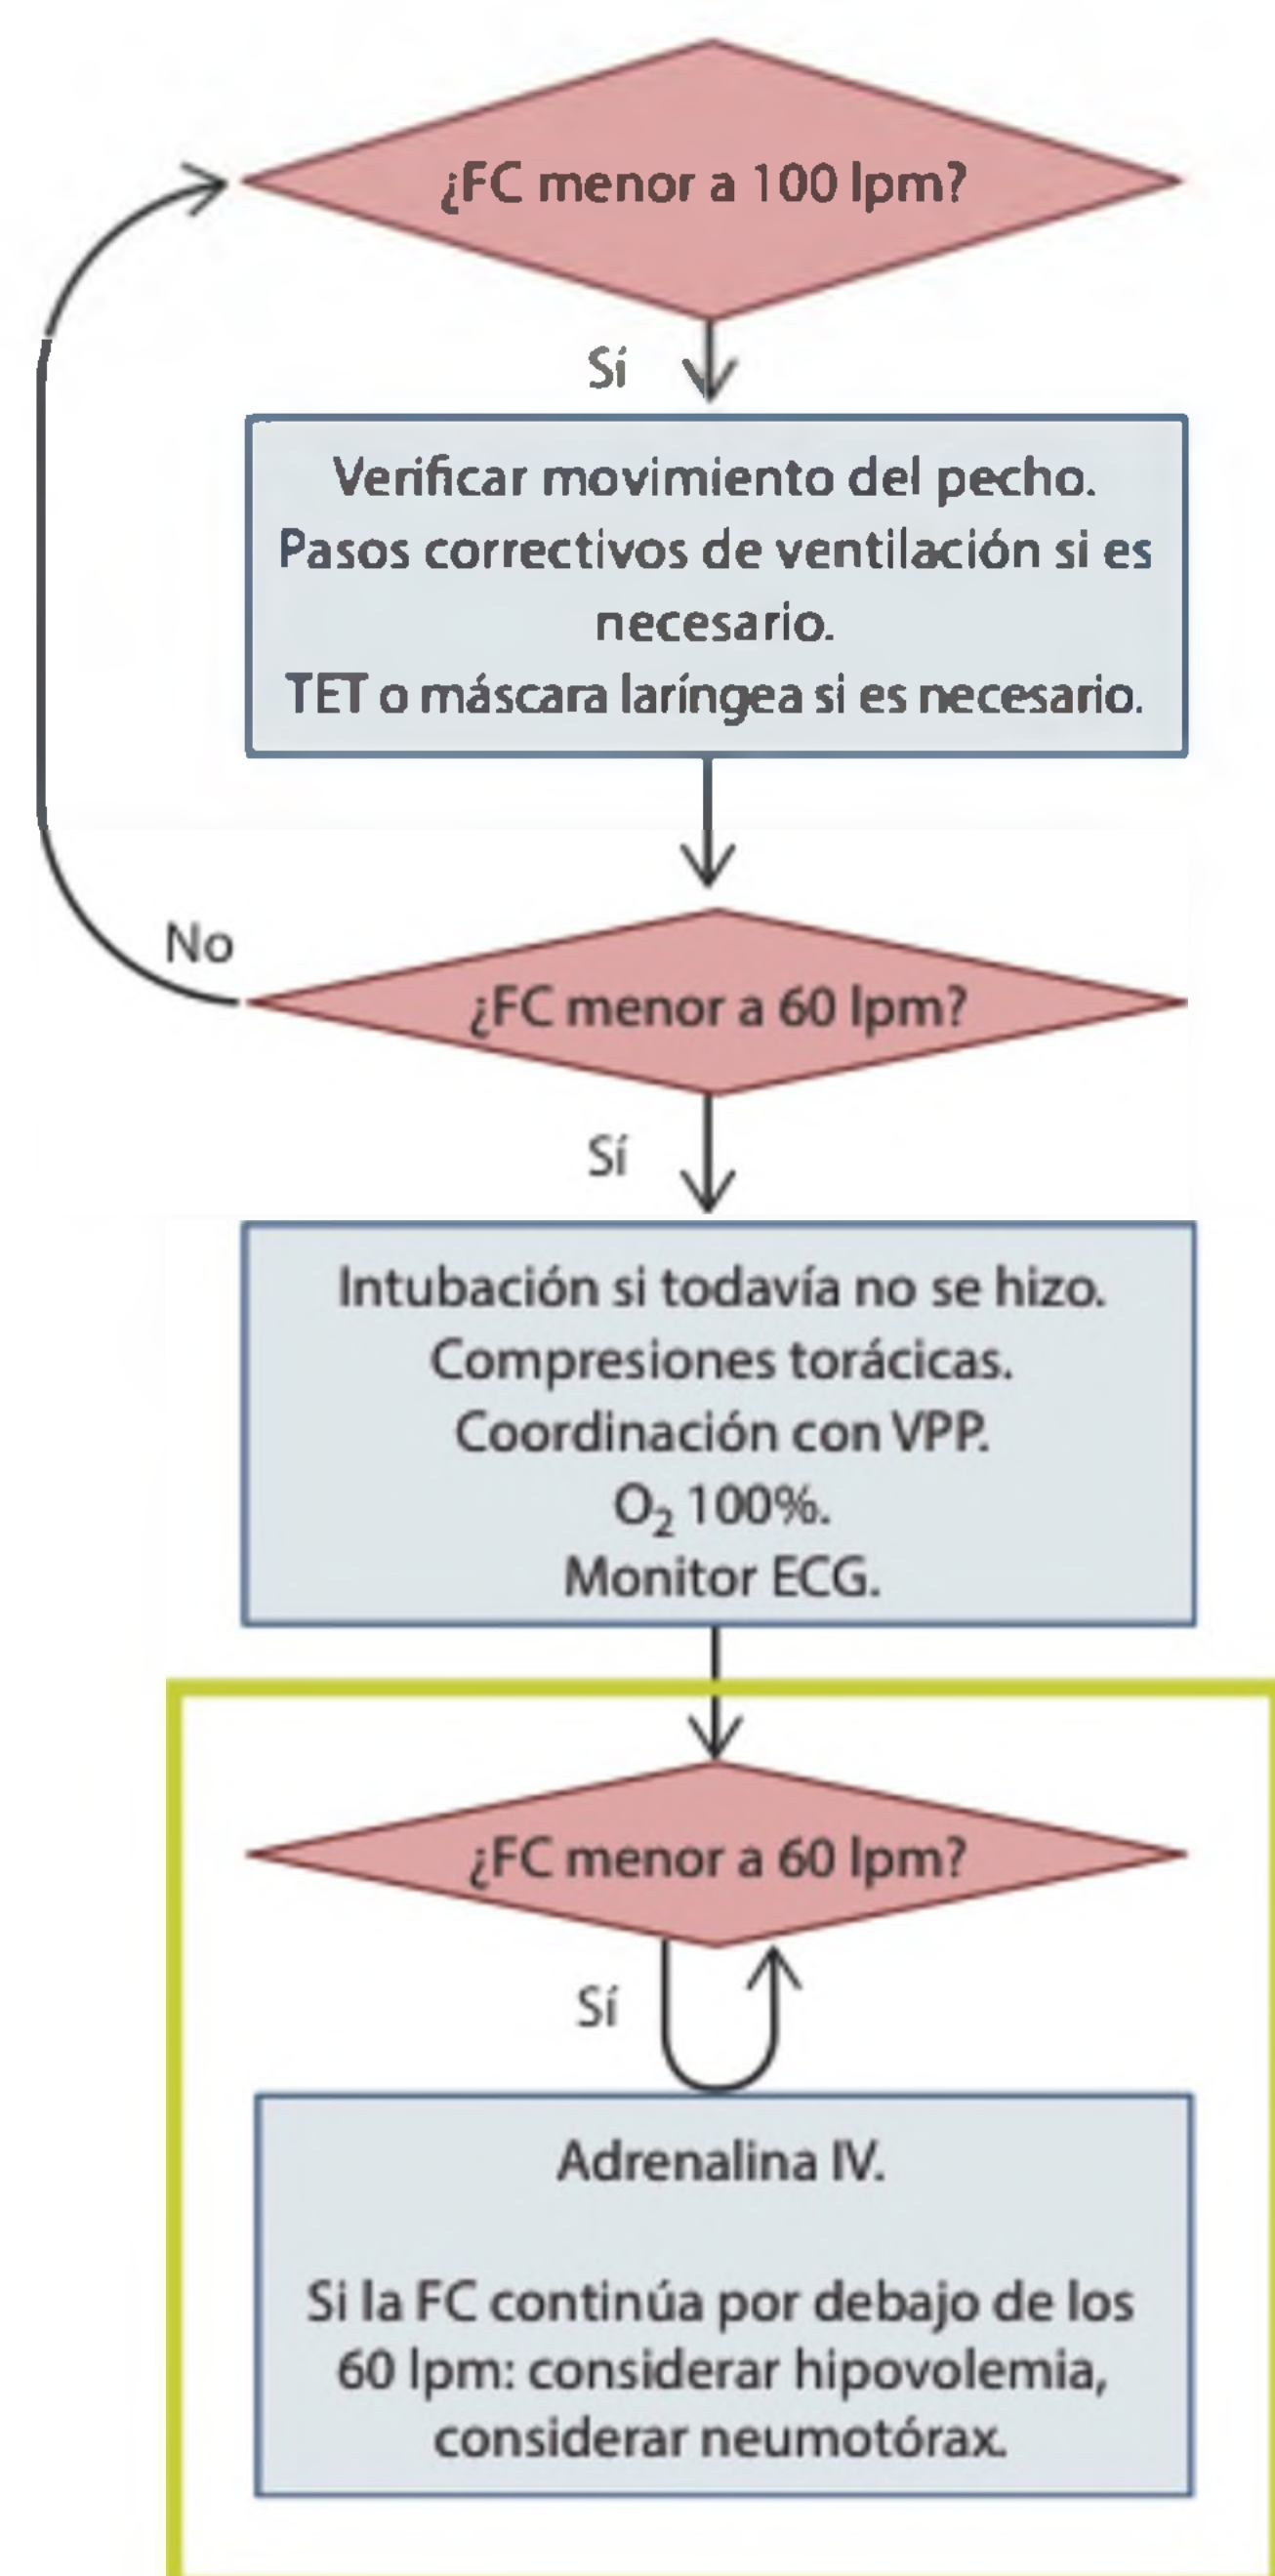 ¿FC menor a 100 lpm?
Sí
Verificar movimiento del pecho.
Pasos correctivos de ventilación si es
necesario.
TET o máscara laríngea si es necesario.
No
¿FC menor a 60 lpm?
Sí
Intubación si todavía no se hizo.
Compresiones torácicas.
Coordinación con VPP.
O₂ 100%.
Monitor ECG.
¿FC menor a 60 lpm?
Sí
Adrenalina IV.
Si la FC continúa por debajo de los
60 lpm: considerar hipovolemia,
considerar neumotórax.